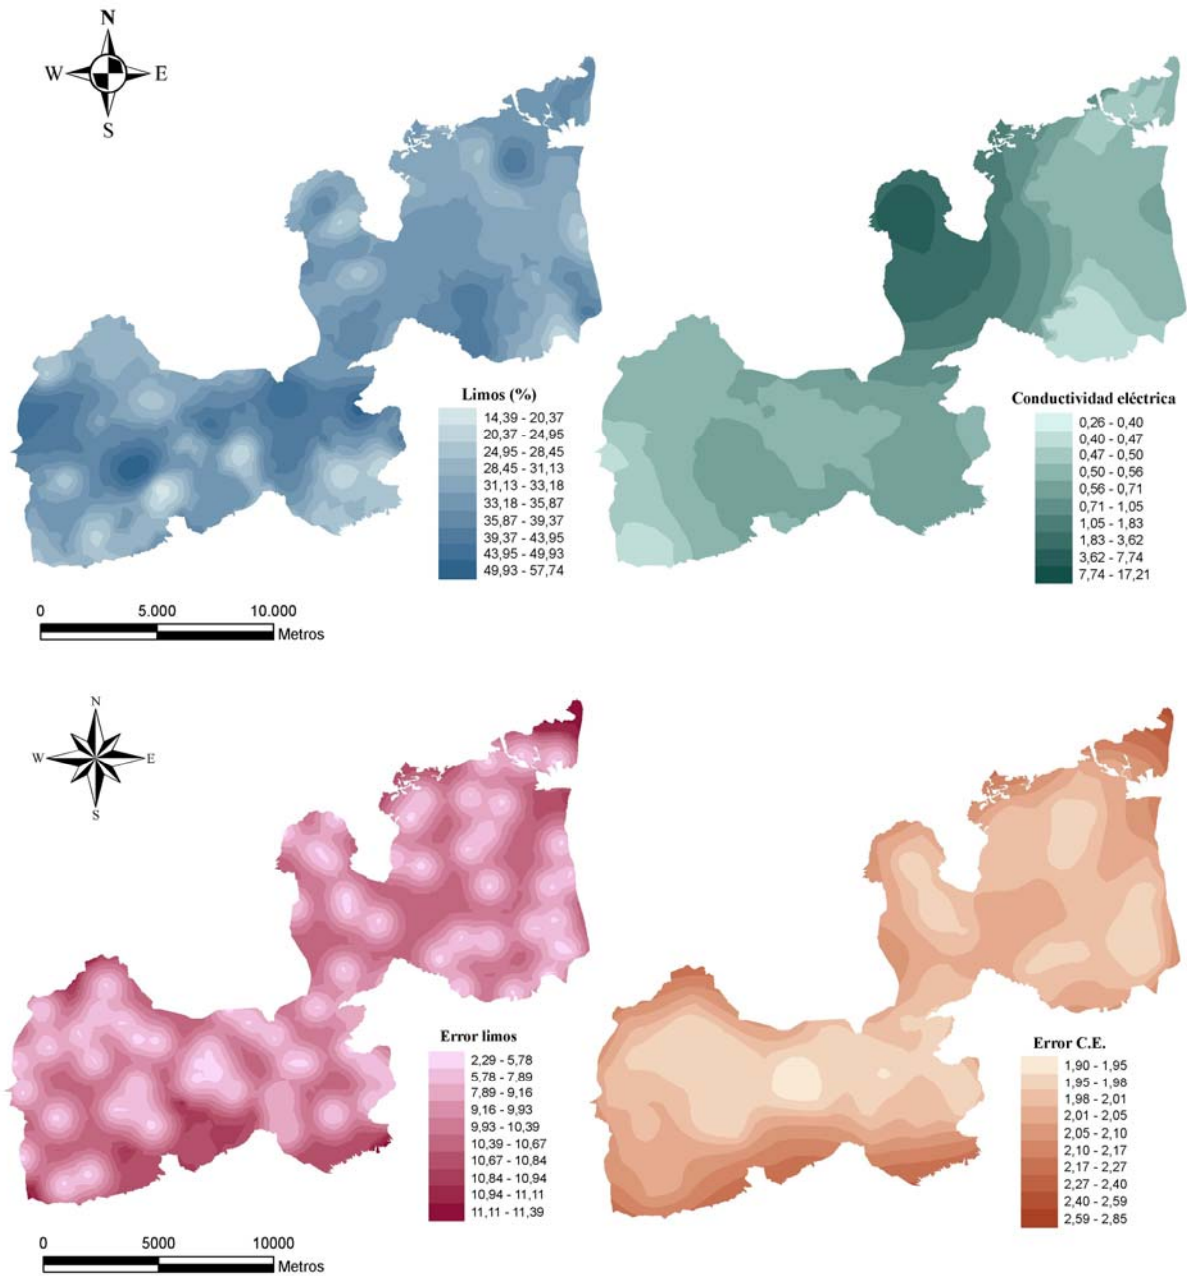 N
W E
S
Limos (%)
14,39 - 20,37
20,37 - 24,95
24,95 - 28,45
28,45 - 31,13
31,13 - 33,18
33,18 - 35,87
35,87 - 39,37
39,37 - 43,95
43,95 - 49,93
49,93 - 57,74
Conductividad eléctrica
0,26 - 0,40
0,40 - 0,47
0,47 - 0,50
0,50 - 0,56
0,56 - 0,71
0,71 - 1,05
1,05 - 1,83
1,83 - 3,62
3,62 - 7,74
7,74 - 17,21
0 5.000 10.000
Metros
N
W E
S
Error limos
2,29 - 5,78
5,78 - 7,89
7,89 - 9,16
9,16 - 9,93
9,93 - 10,39
10,39 - 10,67
10,67 - 10,84
10,84 - 10,94
10,94 - 11,11
11,11 - 11,39
Error C.E.
1,90 - 1,95
1,95 - 1,98
1,98 - 2,01
2,01 - 2,05
2,05 - 2,10
2,10 - 2,17
2,17 - 2,27
2,27 - 2,40
2,40 - 2,59
2,59 - 2,85
0 5000 10000
Metros